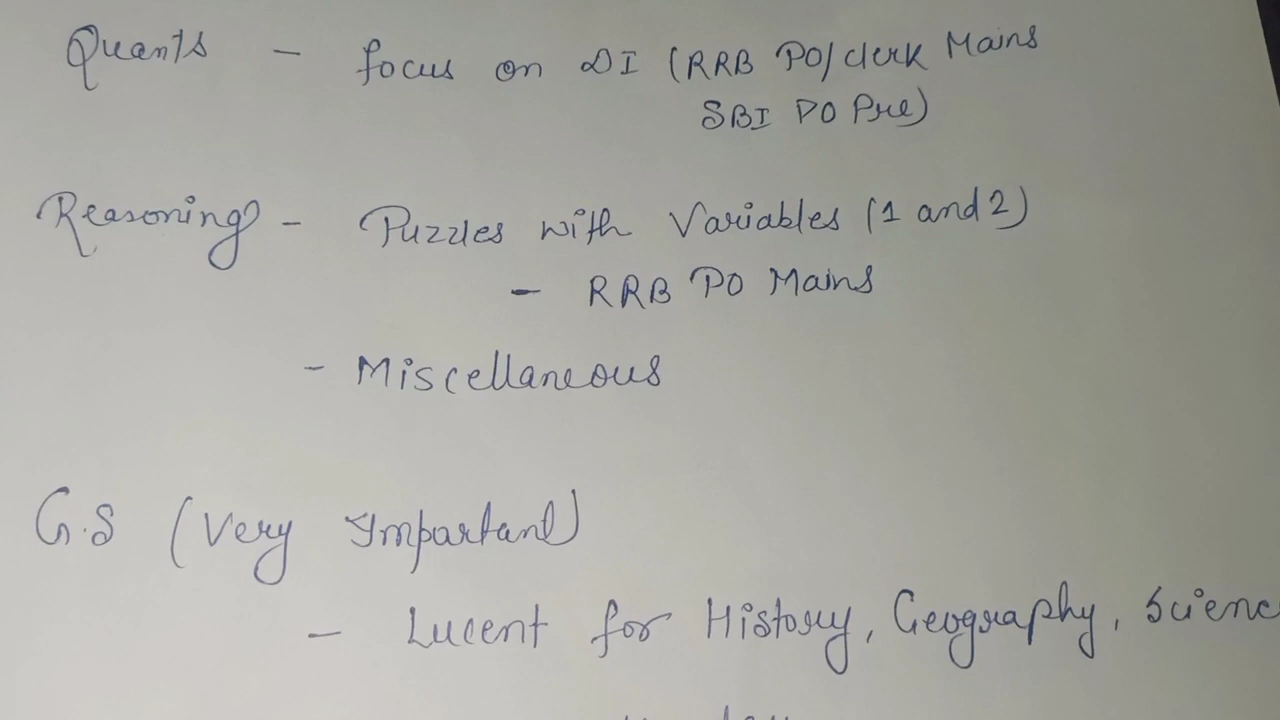 Quants - focus on DI (RRB PO/clerk Mains
SBI PO Pre)
Reasoning - Puzzles with Variables (1 and 2)
- RRB PO Mains
- Miscellaneous
G.S (Very Important)
- Lucent for History, Geography, Scienc